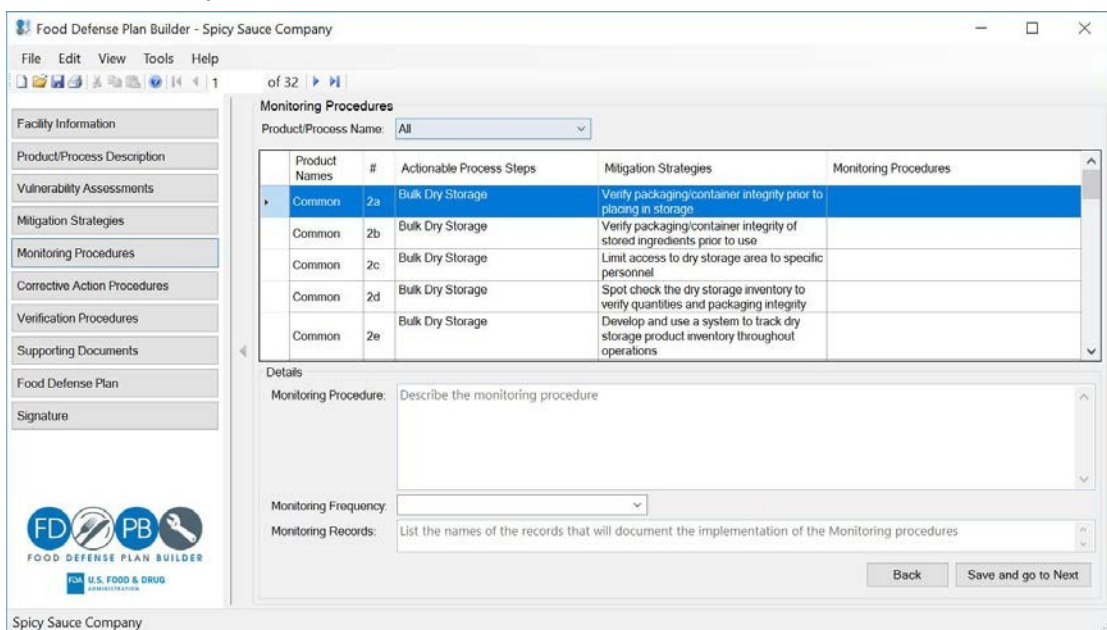 Food Defense Plan Builder - Spicy Sauce Company
File Edit View Tools Help
1 of 32
Facility Information
Product/Process Description
Vulnerability Assessments
Mitigation Strategies
Monitoring Procedures
Corrective Action Procedures
Verification Procedures
Supporting Documents
Food Defense Plan
Signature
FD PB
FOOD DEFENSE PLAN BUILDER
FDA U.S. FOOD & DRUG
ADMINISTRATION
Monitoring Procedures
Product/Process Name: All
Product Names # Actionable Process Steps Mitigation Strategies Monitoring Procedures
Common 2a Bulk Dry Storage Verify packaging/container integrity prior to
placing in storage
Common 2b Bulk Dry Storage Verify packaging/container integrity of
stored ingredients prior to use
Common 2c Bulk Dry Storage Limit access to dry storage area to specific
personnel
Common 2d Bulk Dry Storage Spot check the dry storage inventory to
verify quantities and packaging integrity
Common 2e Bulk Dry Storage Develop and use a system to track dry
storage product inventory throughout
operations
Details
Monitoring Procedure: Describe the monitoring procedure
Monitoring Frequency:
Monitoring Records: List the names of the records that will document the implementation of the Monitoring procedures
Back Save and go to Next
Spicy Sauce Company